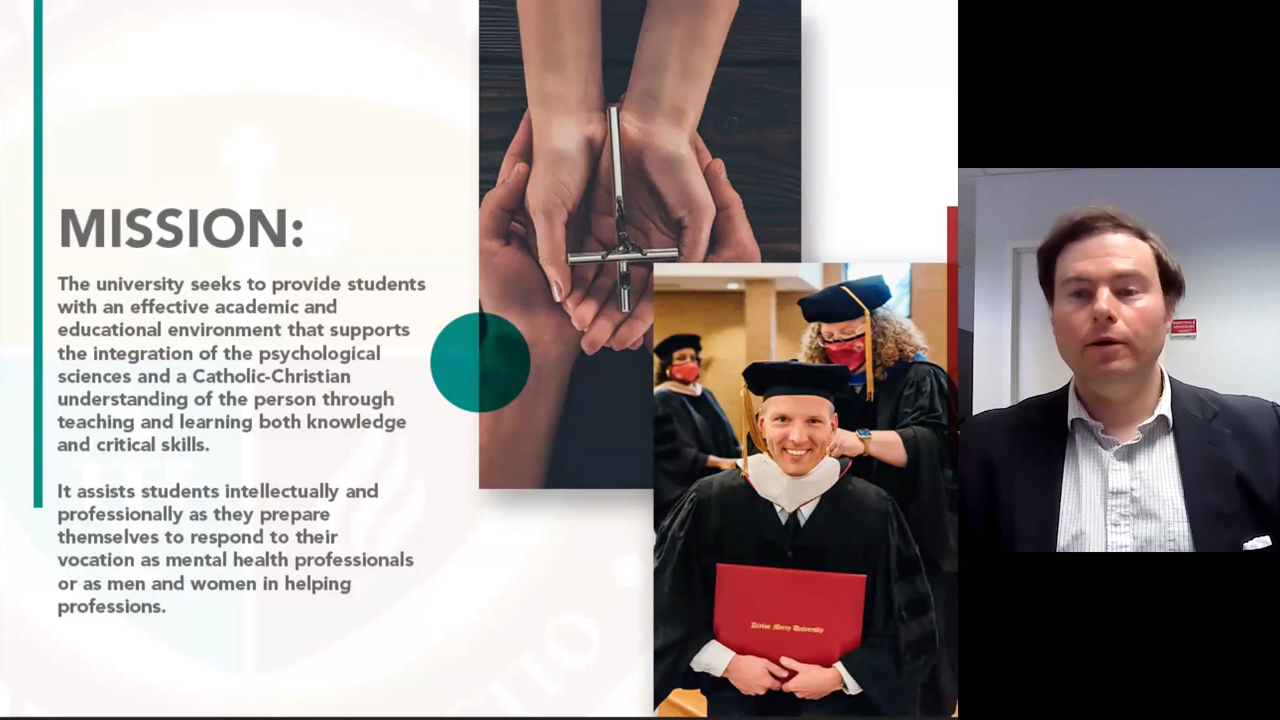 MISSION:
The university seeks to provide students
with an effective academic and
educational environment that supports
the integration of the psychological
sciences and a Catholic-Christian
understanding of the person through
teaching and learning both knowledge
and critical skills.
It assists students intellectually and
professionally as they prepare
themselves to respond to their
vocation as mental health professionals
or as men and women in helping
professions.
Divine Mercy University